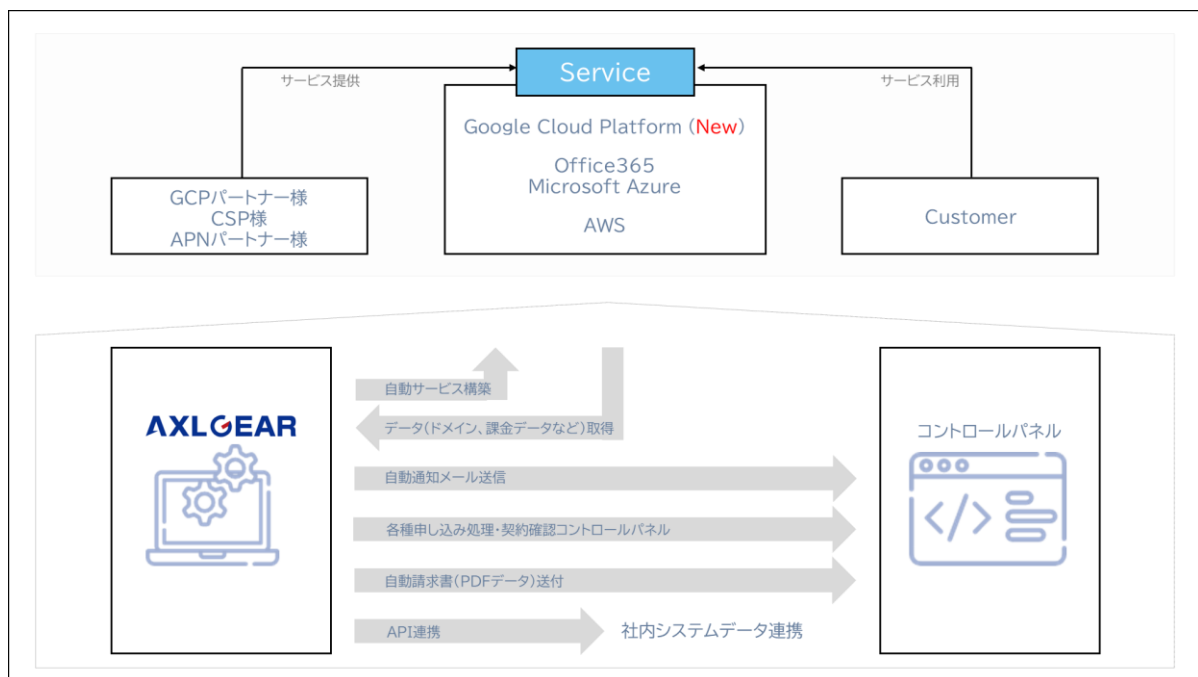 Service
サービス提供
サービス利用
Google Cloud Platform (New)
Office365
Microsoft Azure
AWS
GCPパートナー様
CSP様
APNパートナー様
Customer
AXLGEAR
自動サービス構築
データ(ドメイン、課金データなど)取得
自動通知メール送信
各種申し込み処理・契約確認コントロールパネル
自動請求書(PDFデータ)送付
API連携
社内システムデータ連携
コントロールパネル
</>